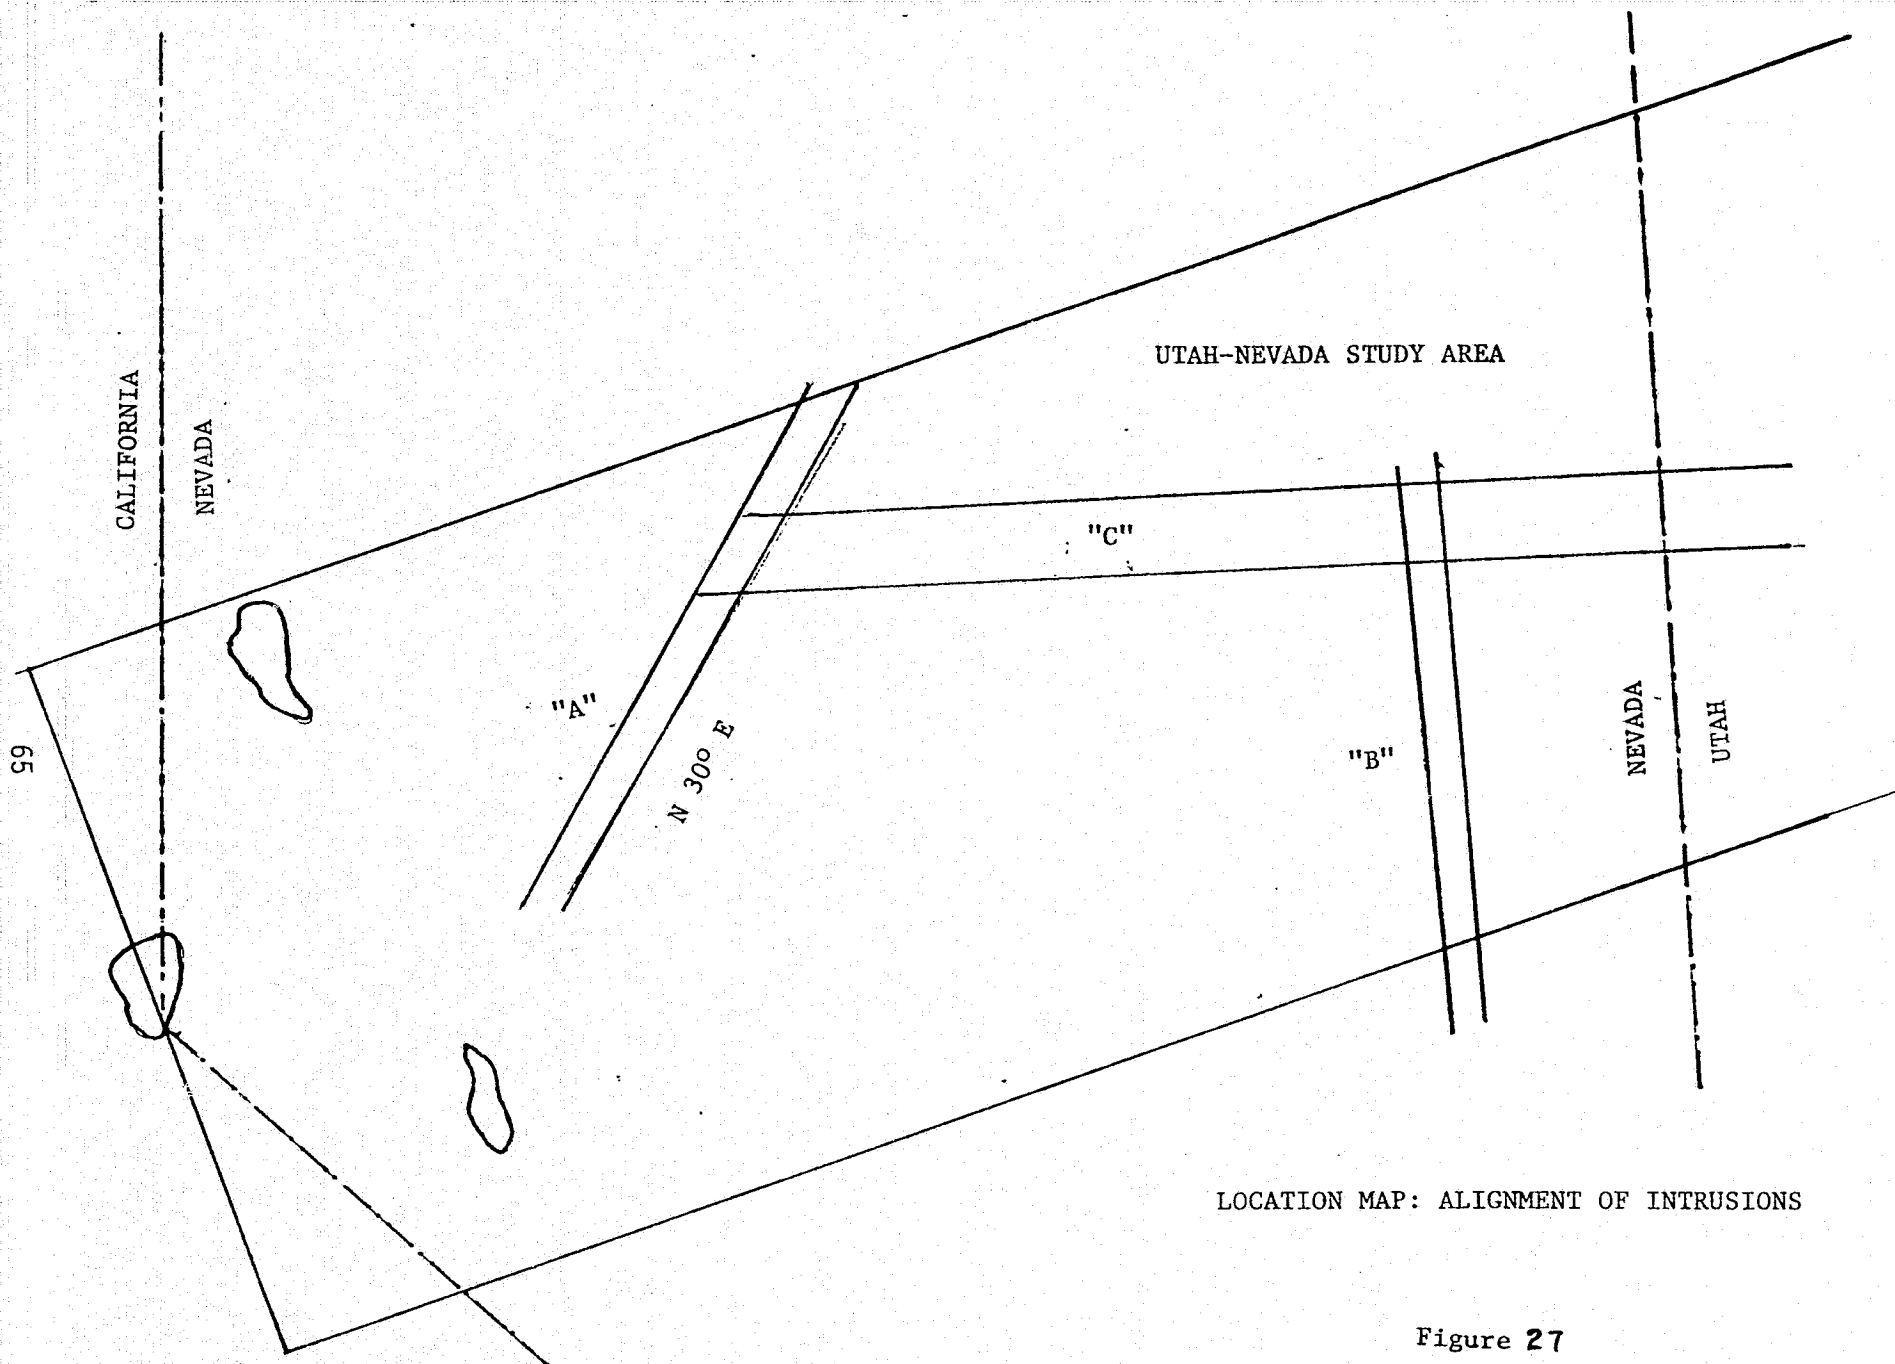 UTAH-NEVADA STUDY AREA
CALIFORNIA
NEVADA
"C"
"A"
N 30° E
"B"
NEVADA
UTAH
65
LOCATION MAP: ALIGNMENT OF INTRUSIONS
Figure 27